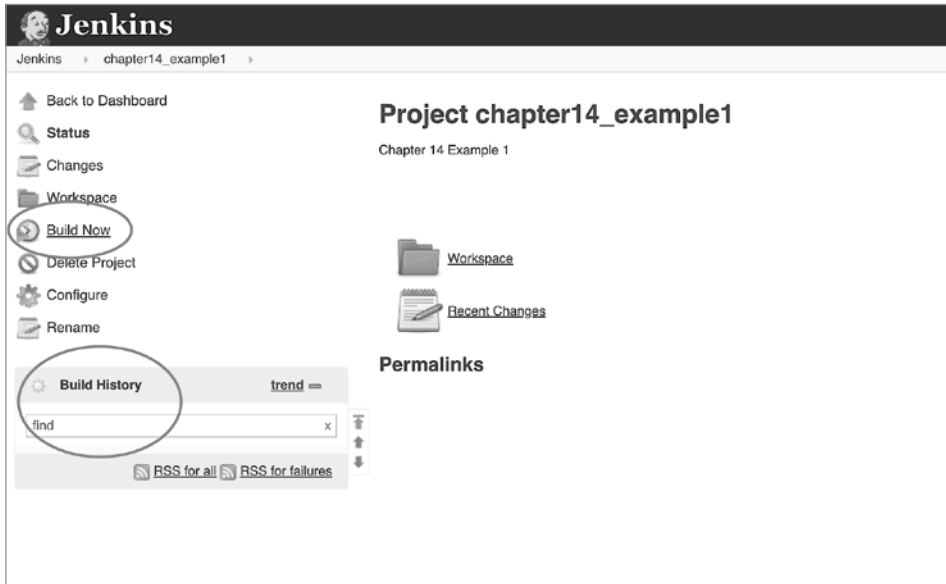 Jenkins
Jenkins chapter14_example1
Back to Dashboard
Status
Changes
Workspace
Build Now
Delete Project
Configure
Rename
Build History trend
find x
RSS for all RSS for failures
Project chapter14_example1
Chapter 14 Example 1
Workspace
Recent Changes
Permalinks